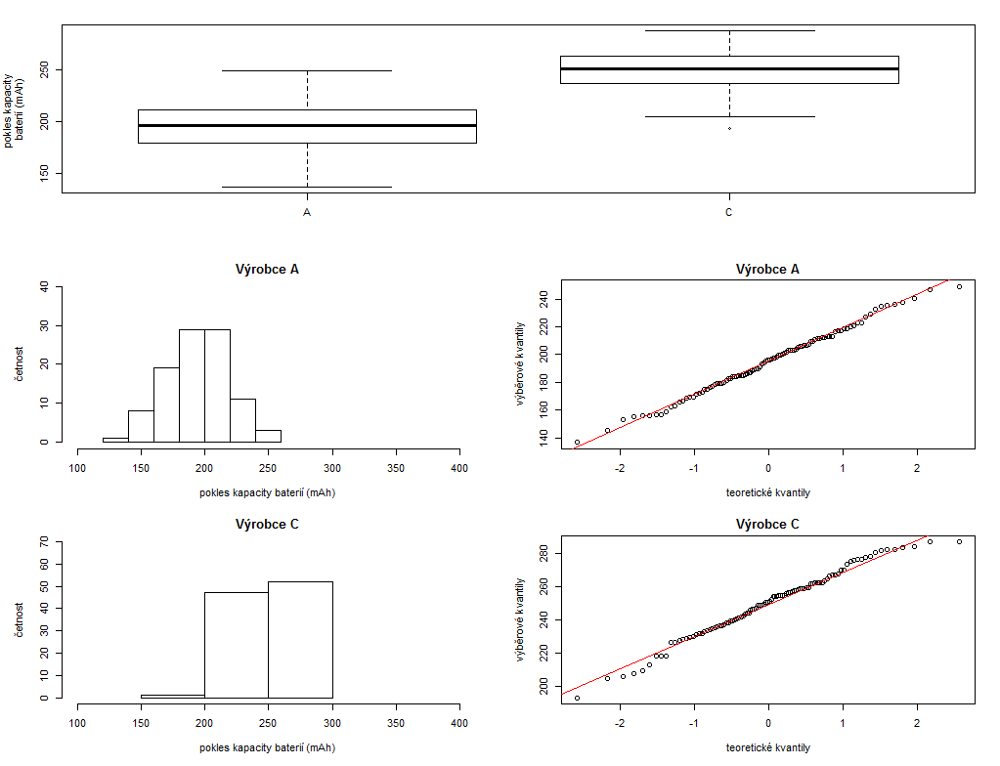 pokles kapacity
baterií (mAh)
250
200
150
A
C
Výrobce A
četnost
40
30
20
10
0
100 150 200 250 300 350 400
pokles kapacity baterií (mAh)
Výrobce A
výběrové kvantily
240
220
200
180
160
140
-2 -1 0 1 2
teoretické kvantily
Výrobce C
četnost
70
60
50
40
30
20
10
0
100 150 200 250 300 350 400
pokles kapacity baterií (mAh)
Výrobce C
výběrové kvantily
280
260
240
220
200
-2 -1 0 1 2
teoretické kvantily